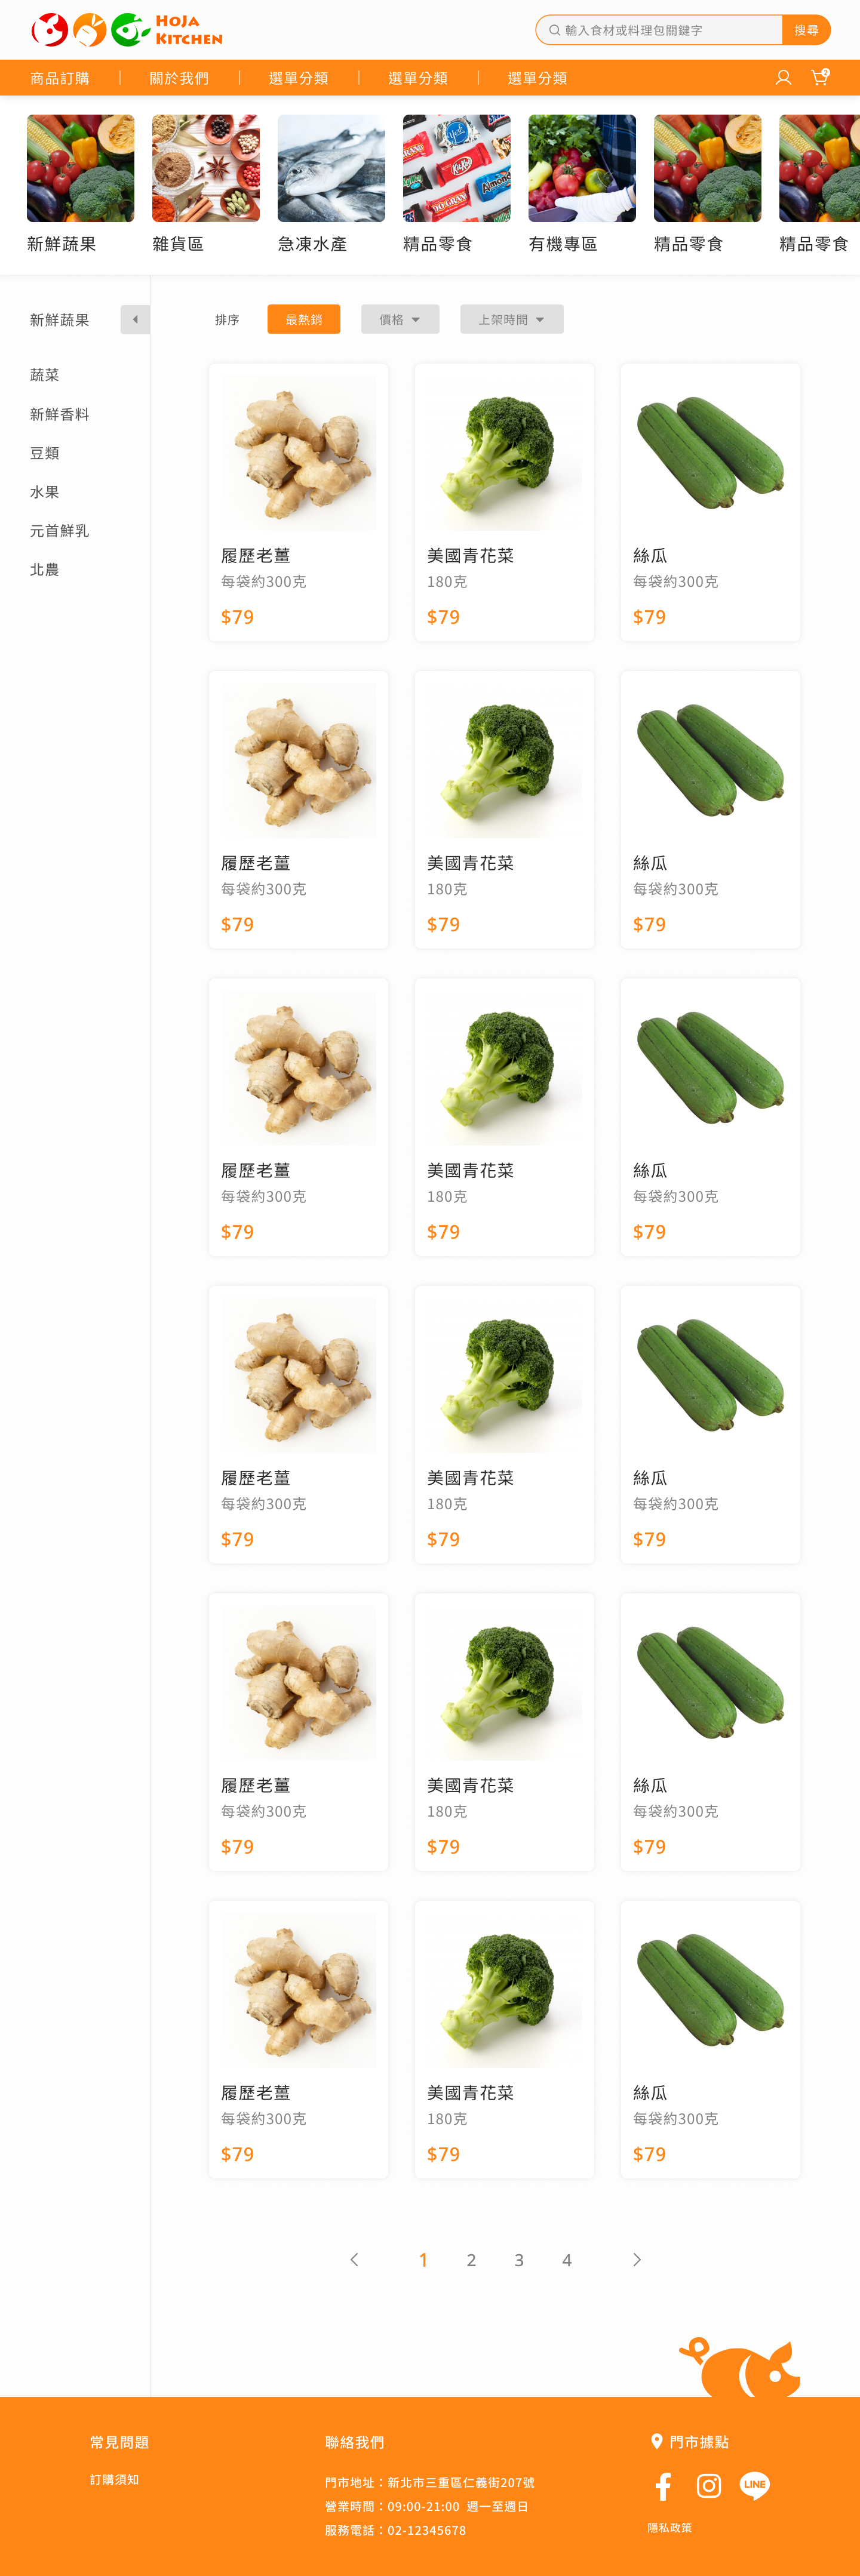 HOJA
KITCHEN
輸入食材或料理包關鍵字
搜尋
商品訂購
關於我們
選單分類
選單分類
選單分類
2
新鮮蔬果
雜貨區
急凍水產
精品零食
有機專區
精品零食
精品零食
新鮮蔬果
蔬菜
新鮮香料
豆類
水果
元首鮮乳
北農
排序
最熱銷
價格
上架時間
履歷老薑
每袋約300克
$79
美國青花菜
180克
$79
絲瓜
每袋約300克
$79
履歷老薑
每袋約300克
$79
美國青花菜
180克
$79
絲瓜
每袋約300克
$79
履歷老薑
每袋約300克
$79
美國青花菜
180克
$79
絲瓜
每袋約300克
$79
履歷老薑
每袋約300克
$79
美國青花菜
180克
$79
絲瓜
每袋約300克
$79
履歷老薑
每袋約300克
$79
美國青花菜
180克
$79
絲瓜
每袋約300克
$79
履歷老薑
每袋約300克
$79
美國青花菜
180克
$79
絲瓜
每袋約300克
$79
1 2 3 4
常見問題
訂購須知
聯絡我們
門市地址：新北市三重區仁義街207號
營業時間：09:00-21:00 週一至週日
服務電話：02-12345678
門市據點
LINE
隱私政策